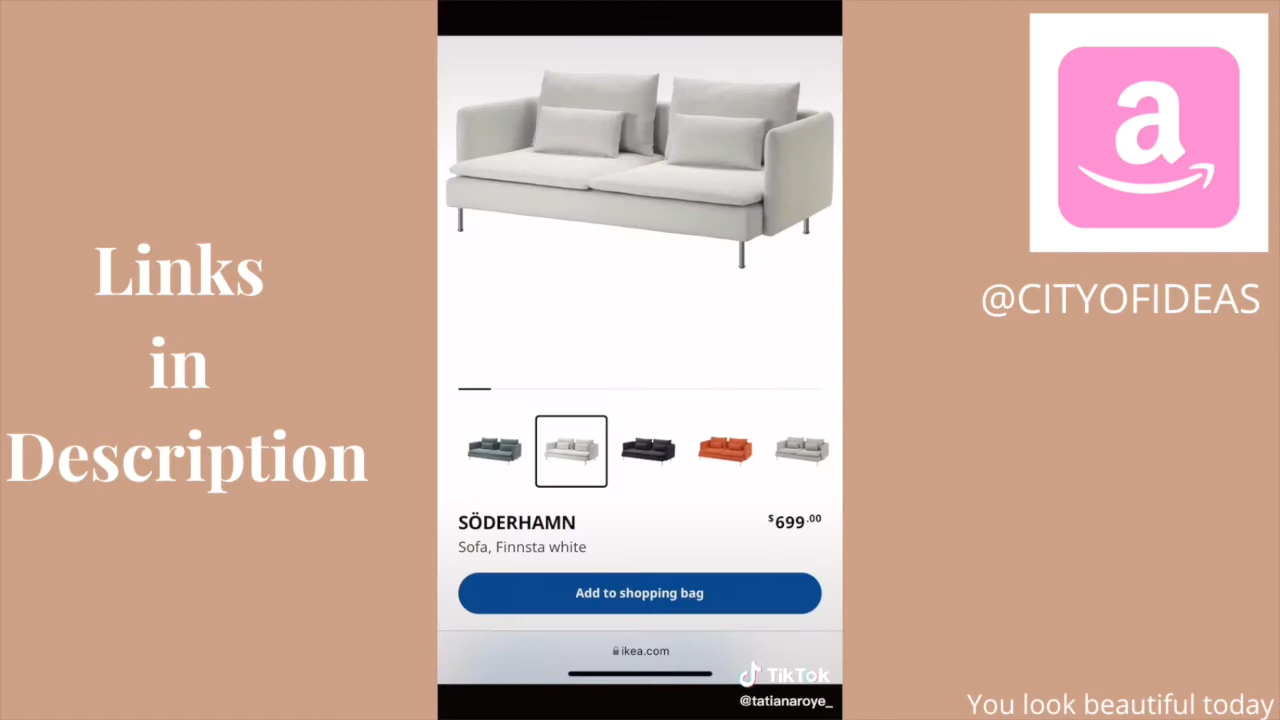 Links
in
Description
SÖDERHAMN
$699.00
Sofa, Finnsta white
Add to shopping bag
ikea.com
TikTok
@tatianaroye_
a
@CITYOFIDEAS
You look beautiful today